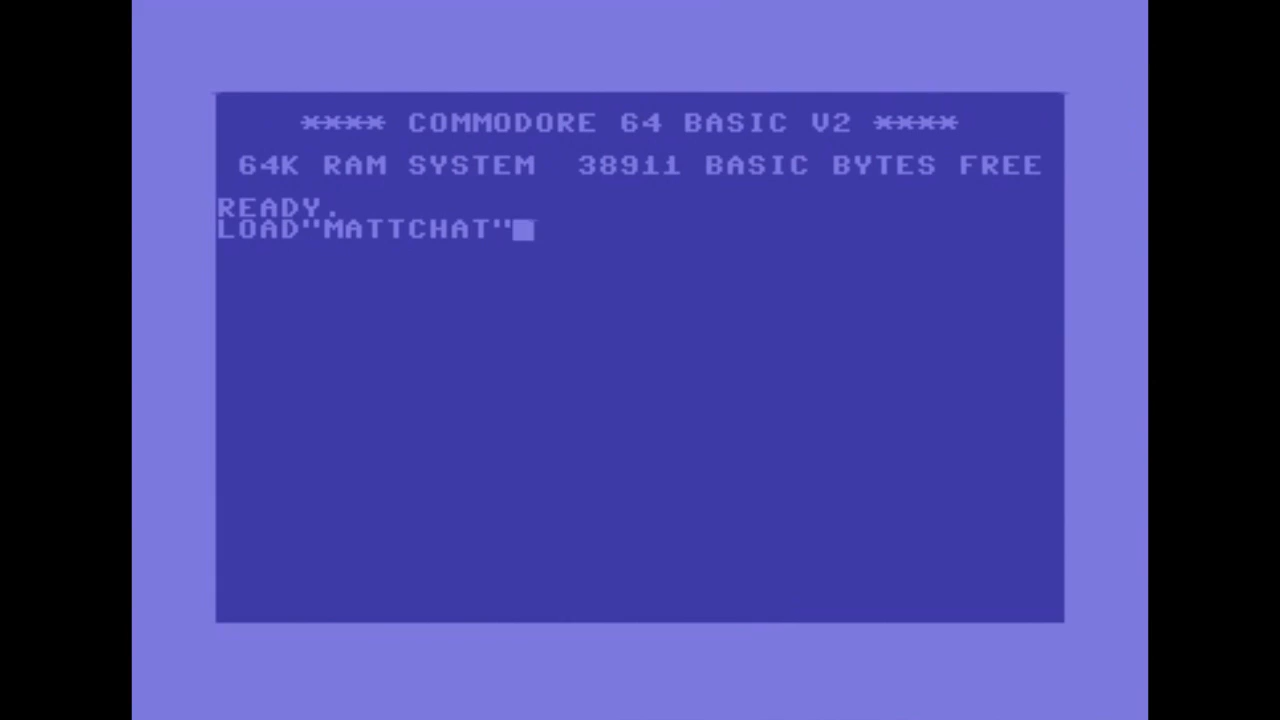 **** COMMODORE 64 BASIC V2 ****
64K RAM SYSTEM  38911 BASIC BYTES FREE
READY.
LOAD"MATTCHAT"